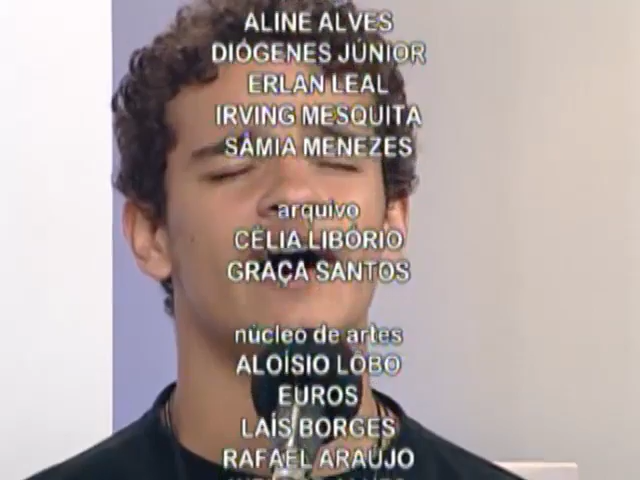 ALINE ALVES
DIÓGENES JÚNIOR
ERLAN LEAL
IRVING MESQUITA
SÂMIA MENEZES
arquivo
CÉLIA LIBÓRIO
GRAÇA SANTOS
núcleo de artes
ALOÍSIO LÔBO
EUROS
LAÍS BORGES
RAFAEL ARAÚJO